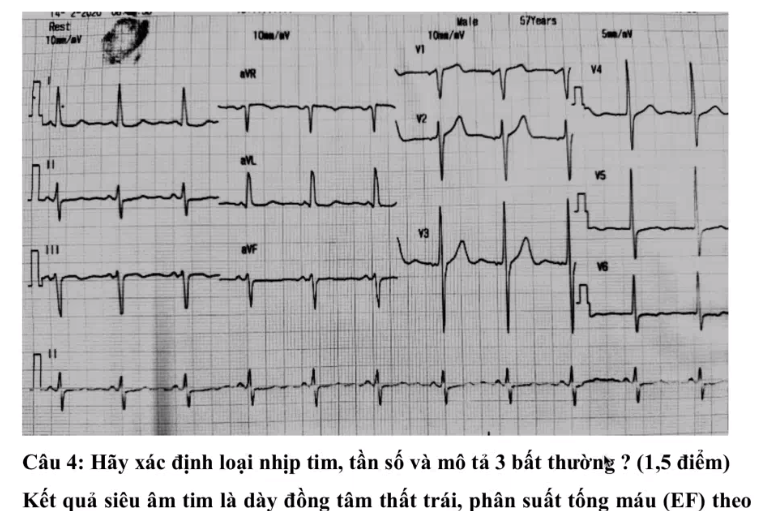 14- 2-2020
Rest Male 57Years
10mm/mV 10mm/mV 10mm/mV 5mm/mV
I aVR V1 V4
V2
II aVL V5
V3
III aVF V6
II
Câu 4: Hãy xác định loại nhịp tim, tần số và mô tả 3 bất thường ? (1,5 điểm)
Kết quả siêu âm tim là dày đồng tâm thất trái, phân suất tống máu (EF) theo